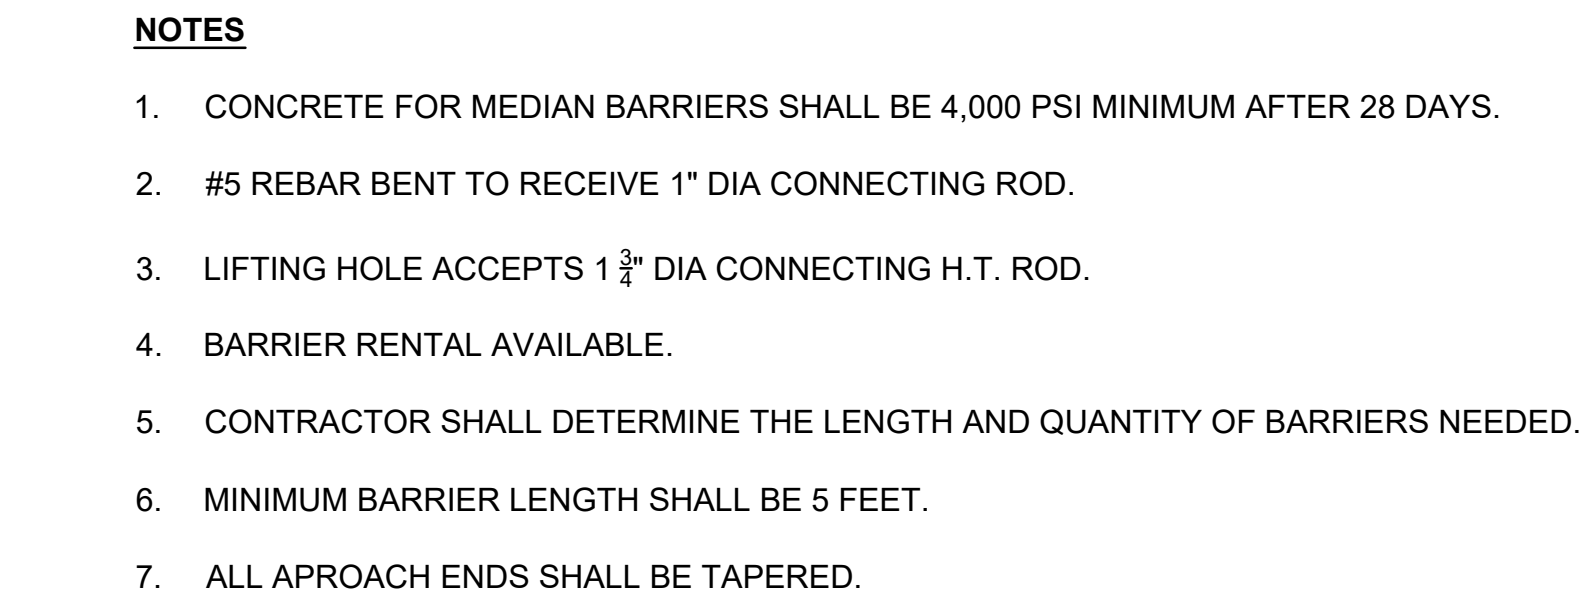 NOTES
1. CONCRETE FOR MEDIAN BARRIERS SHALL BE 4,000 PSI MINIMUM AFTER 28 DAYS.
2. #5 REBAR BENT TO RECEIVE 1" DIA CONNECTING ROD.
3. LIFTING HOLE ACCEPTS 1 3/4" DIA CONNECTING H.T. ROD.
4. BARRIER RENTAL AVAILABLE.
5. CONTRACTOR SHALL DETERMINE THE LENGTH AND QUANTITY OF BARRIERS NEEDED.
6. MINIMUM BARRIER LENGTH SHALL BE 5 FEET.
7. ALL APROACH ENDS SHALL BE TAPERED.